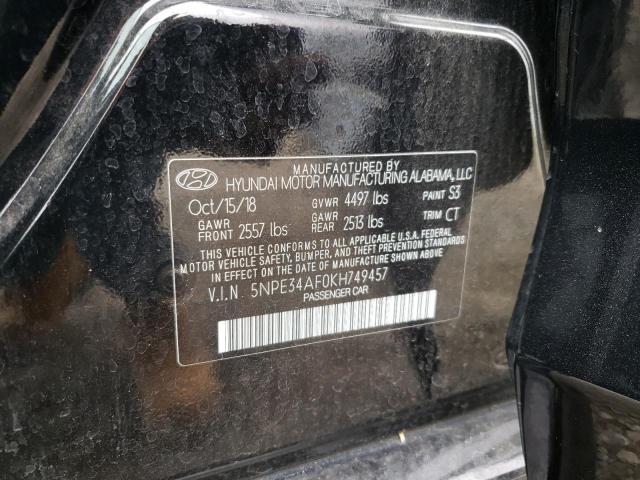 MANUFACTURED BY
HYUNDAI MOTOR MANUFACTURING ALABAMA, LLC
Oct/15/18 GVWR 4497 lbs PAINT S3
GAWR FRONT 2557 lbs GAWR REAR 2513 lbs TRIM CT
THIS VEHICLE CONFORMS TO ALL APPLICABLE U.S.A. FEDERAL
MOTOR VEHICLE SAFETY, BUMPER, AND THEFT PREVENTION STANDARDS
IN EFFECT ON THE DATE OF MANUFACTURE SHOWN ABOVE.
V.I.N. 5NPE34AF0KH749457
PASSENGER CAR